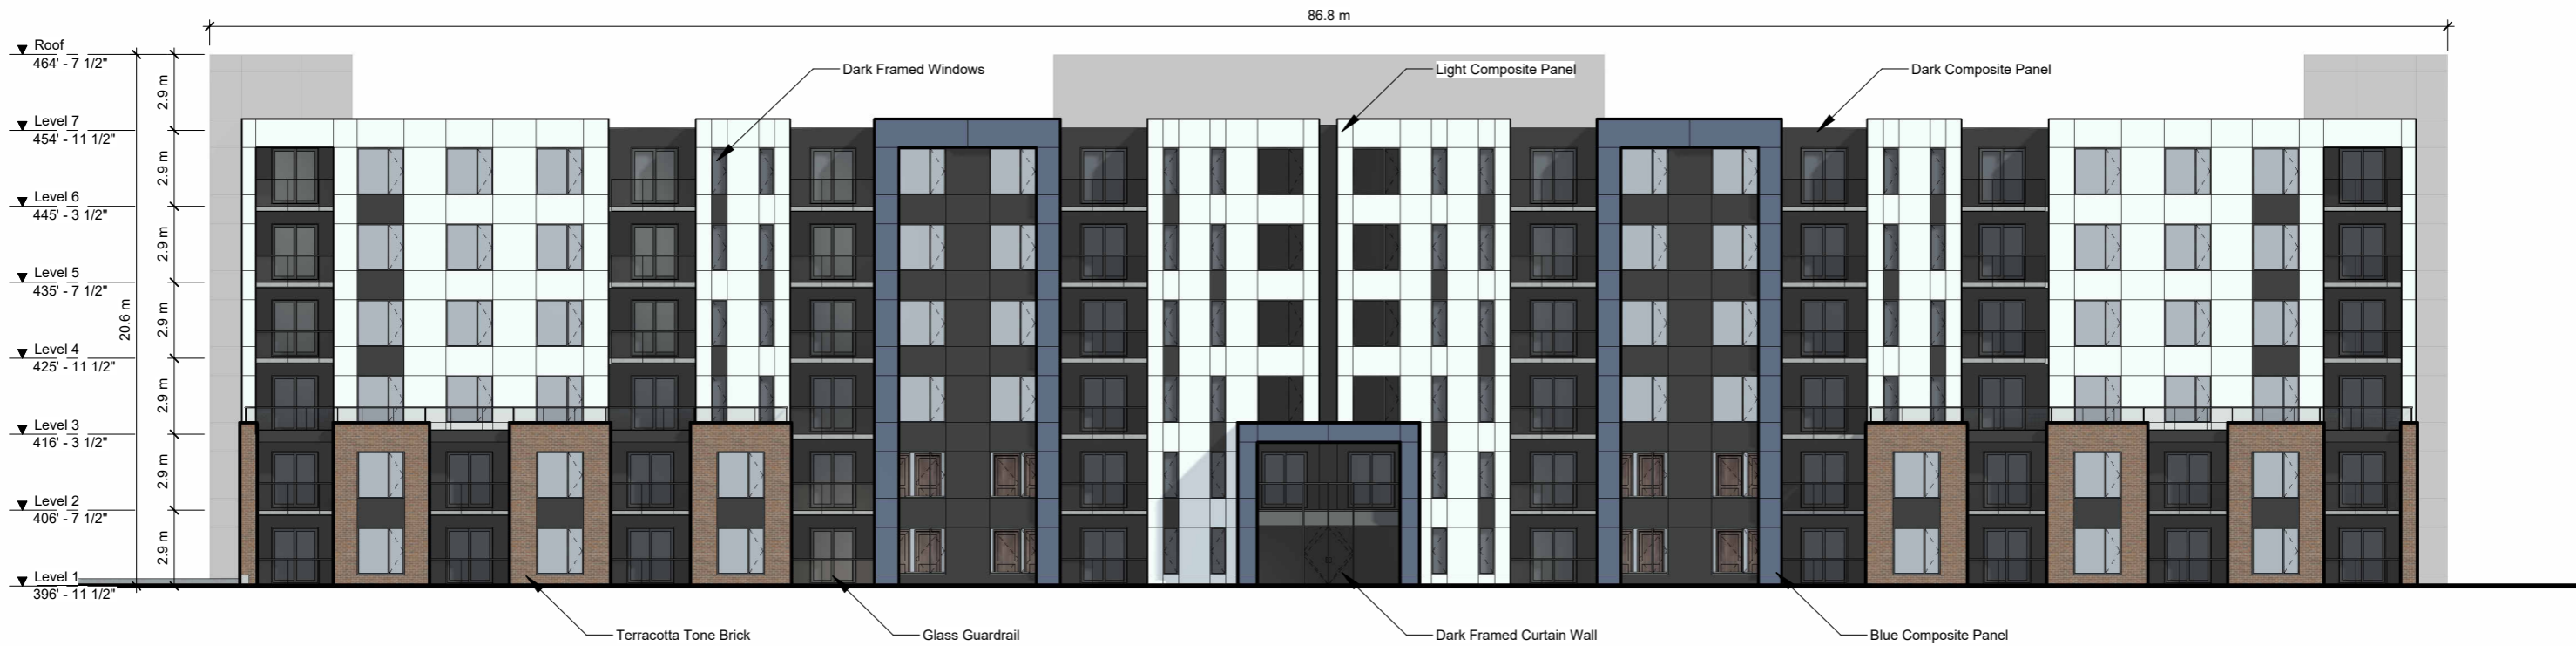 86.8 m
Roof
464' - 7 1/2"
2.9 m
Dark Framed Windows
Light Composite Panel
Dark Composite Panel
Level 7
454' - 11 1/2"
2.9 m
Level 6
445' - 3 1/2"
2.9 m
Level 5
435' - 7 1/2"
20.6 m
2.9 m
Level 4
425' - 11 1/2"
2.9 m
Level 3
416' - 3 1/2"
2.9 m
Level 2
406' - 7 1/2"
2.9 m
Level 1
396' - 11 1/2"
Terracotta Tone Brick
Glass Guardrail
Dark Framed Curtain Wall
Blue Composite Panel